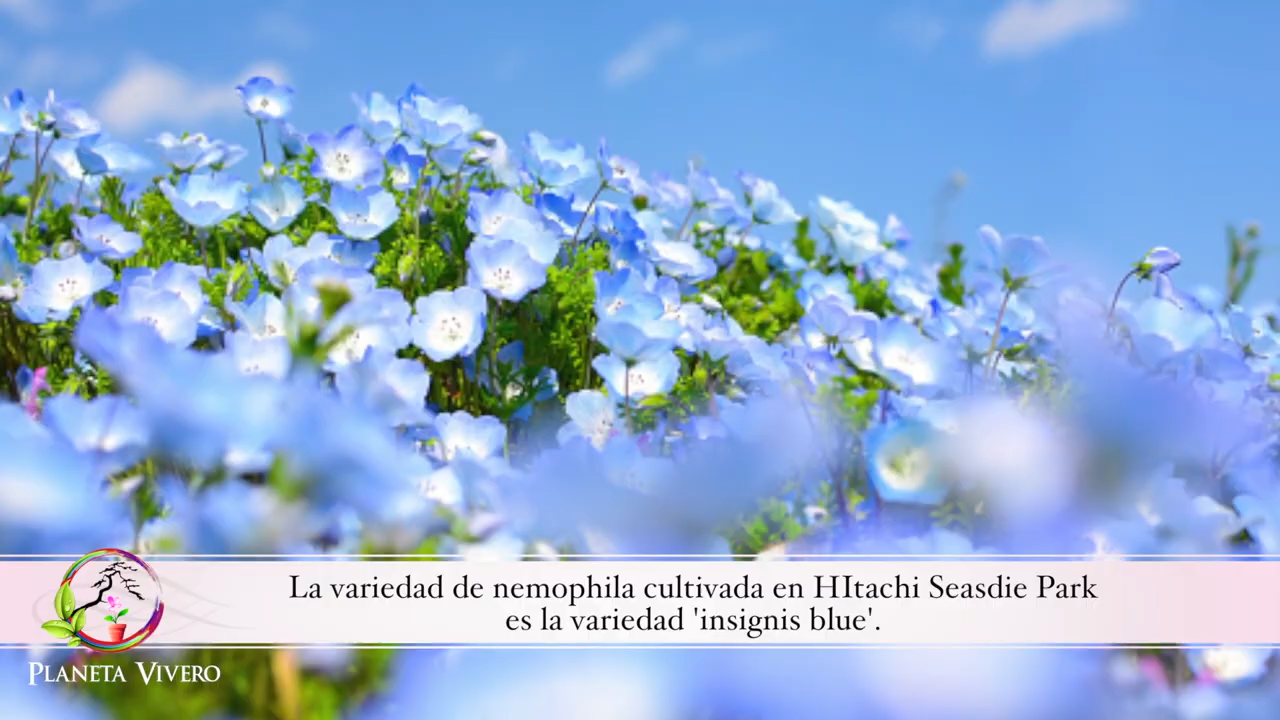 La variedad de nemophila cultivada en HItachi Seasdie Park
es la variedad 'insignis blue'.
PLANETA VIVERO